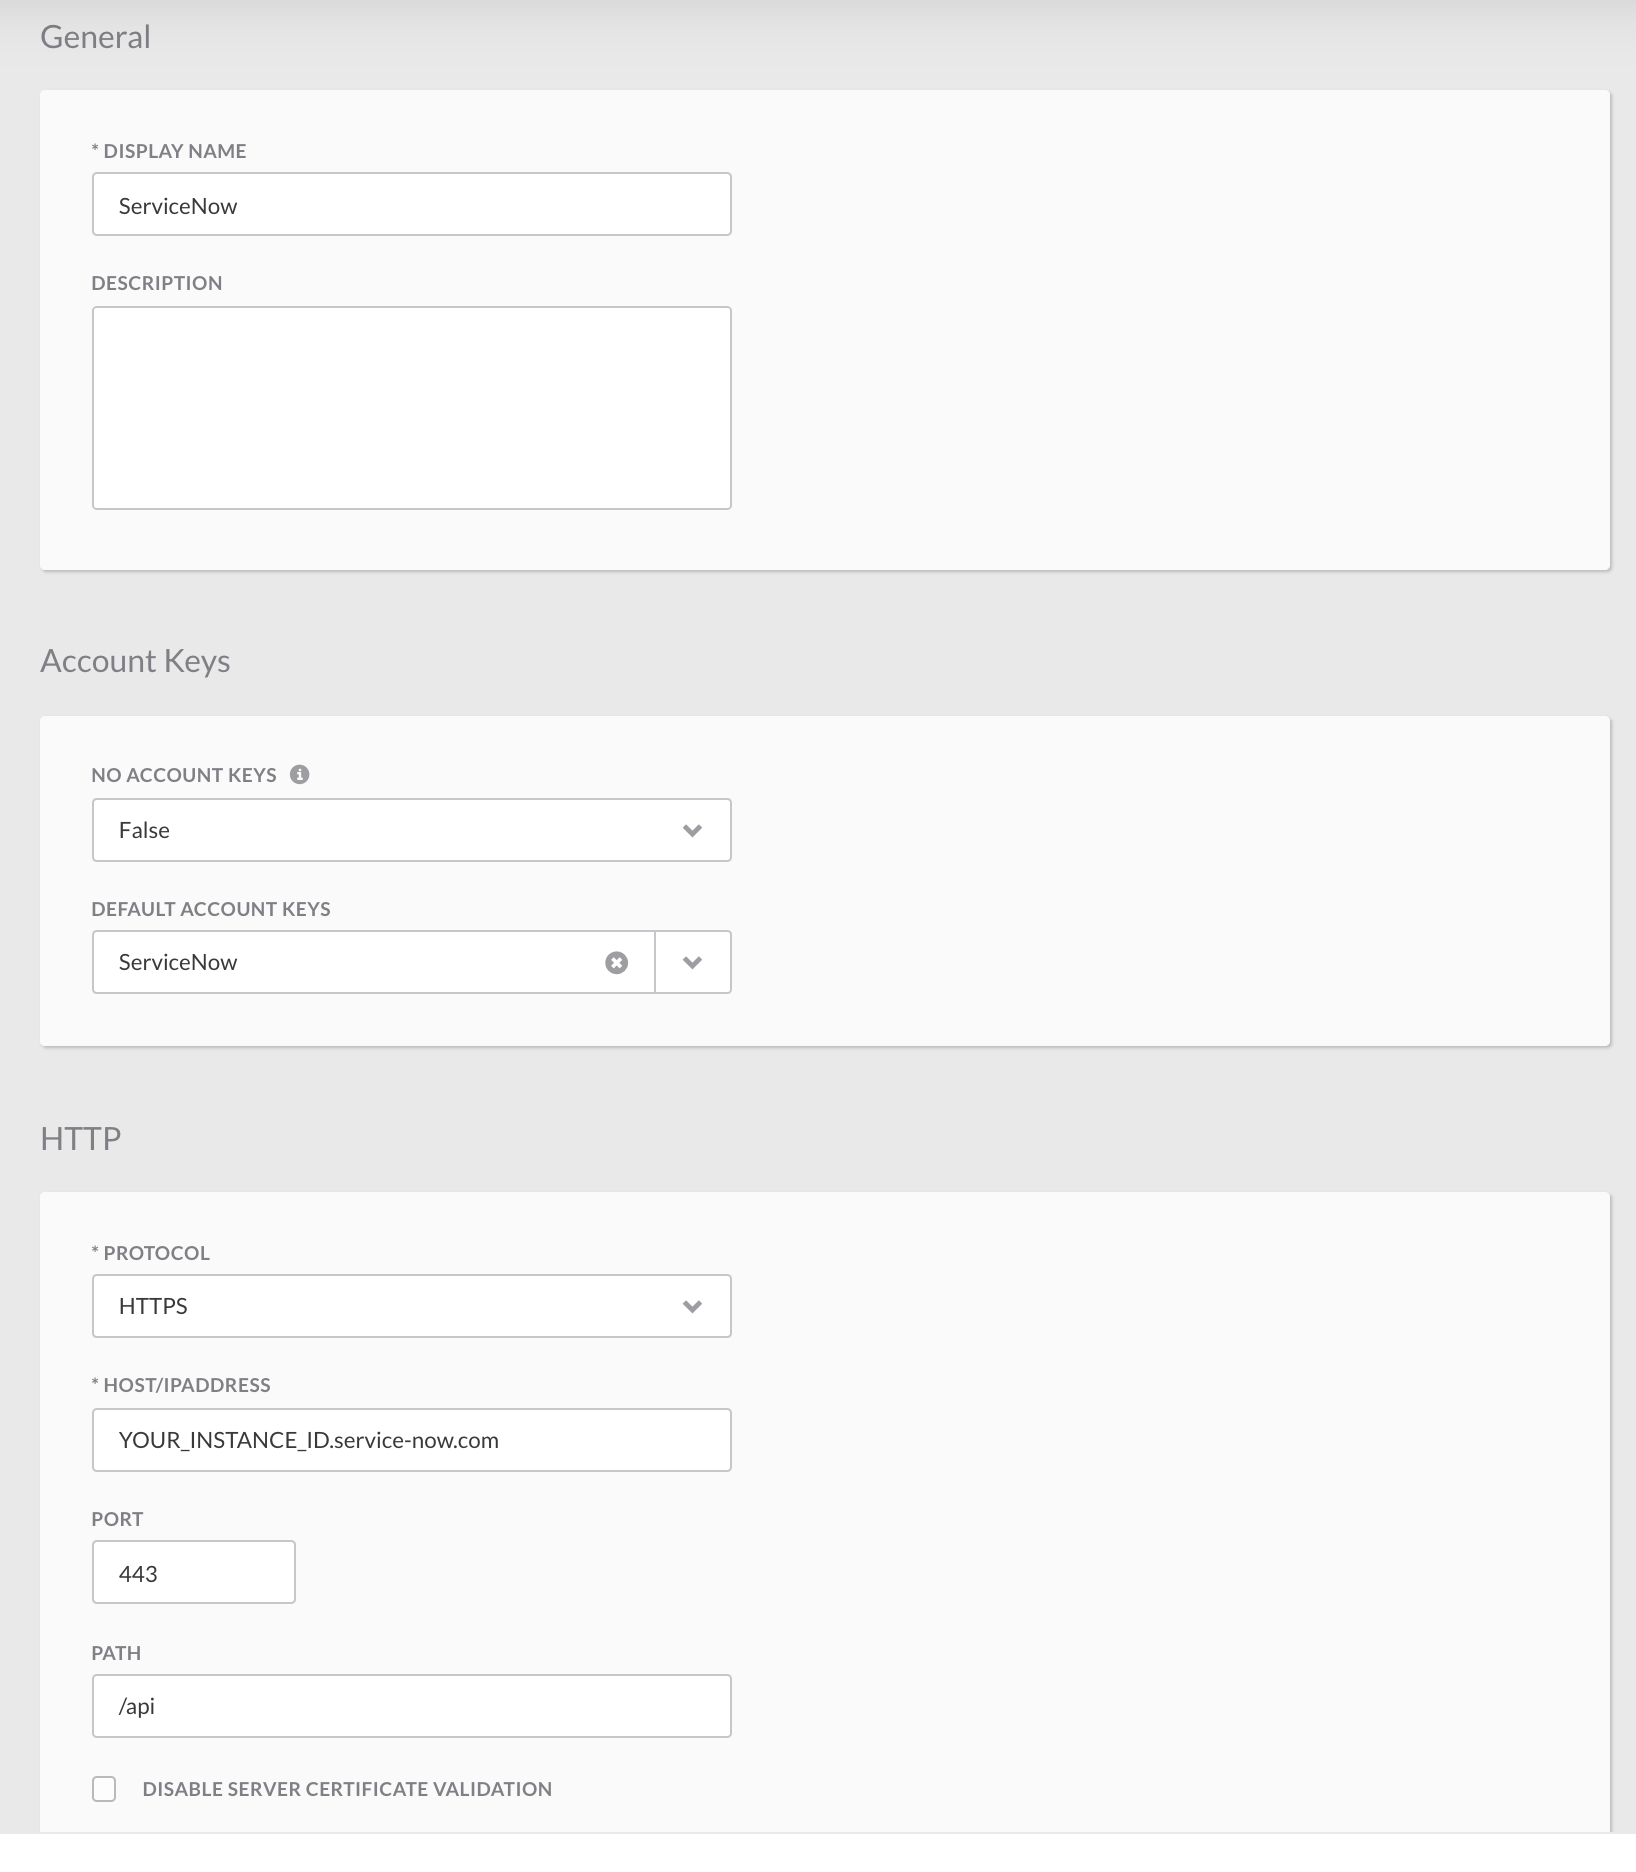 General
* DISPLAY NAME
ServiceNow
DESCRIPTION
Account Keys
NO ACCOUNT KEYS
False
DEFAULT ACCOUNT KEYS
ServiceNow
HTTP
* PROTOCOL
HTTPS
* HOST/IPADDRESS
YOUR_INSTANCE_ID.service-now.com
PORT
443
PATH
/api
DISABLE SERVER CERTIFICATE VALIDATION